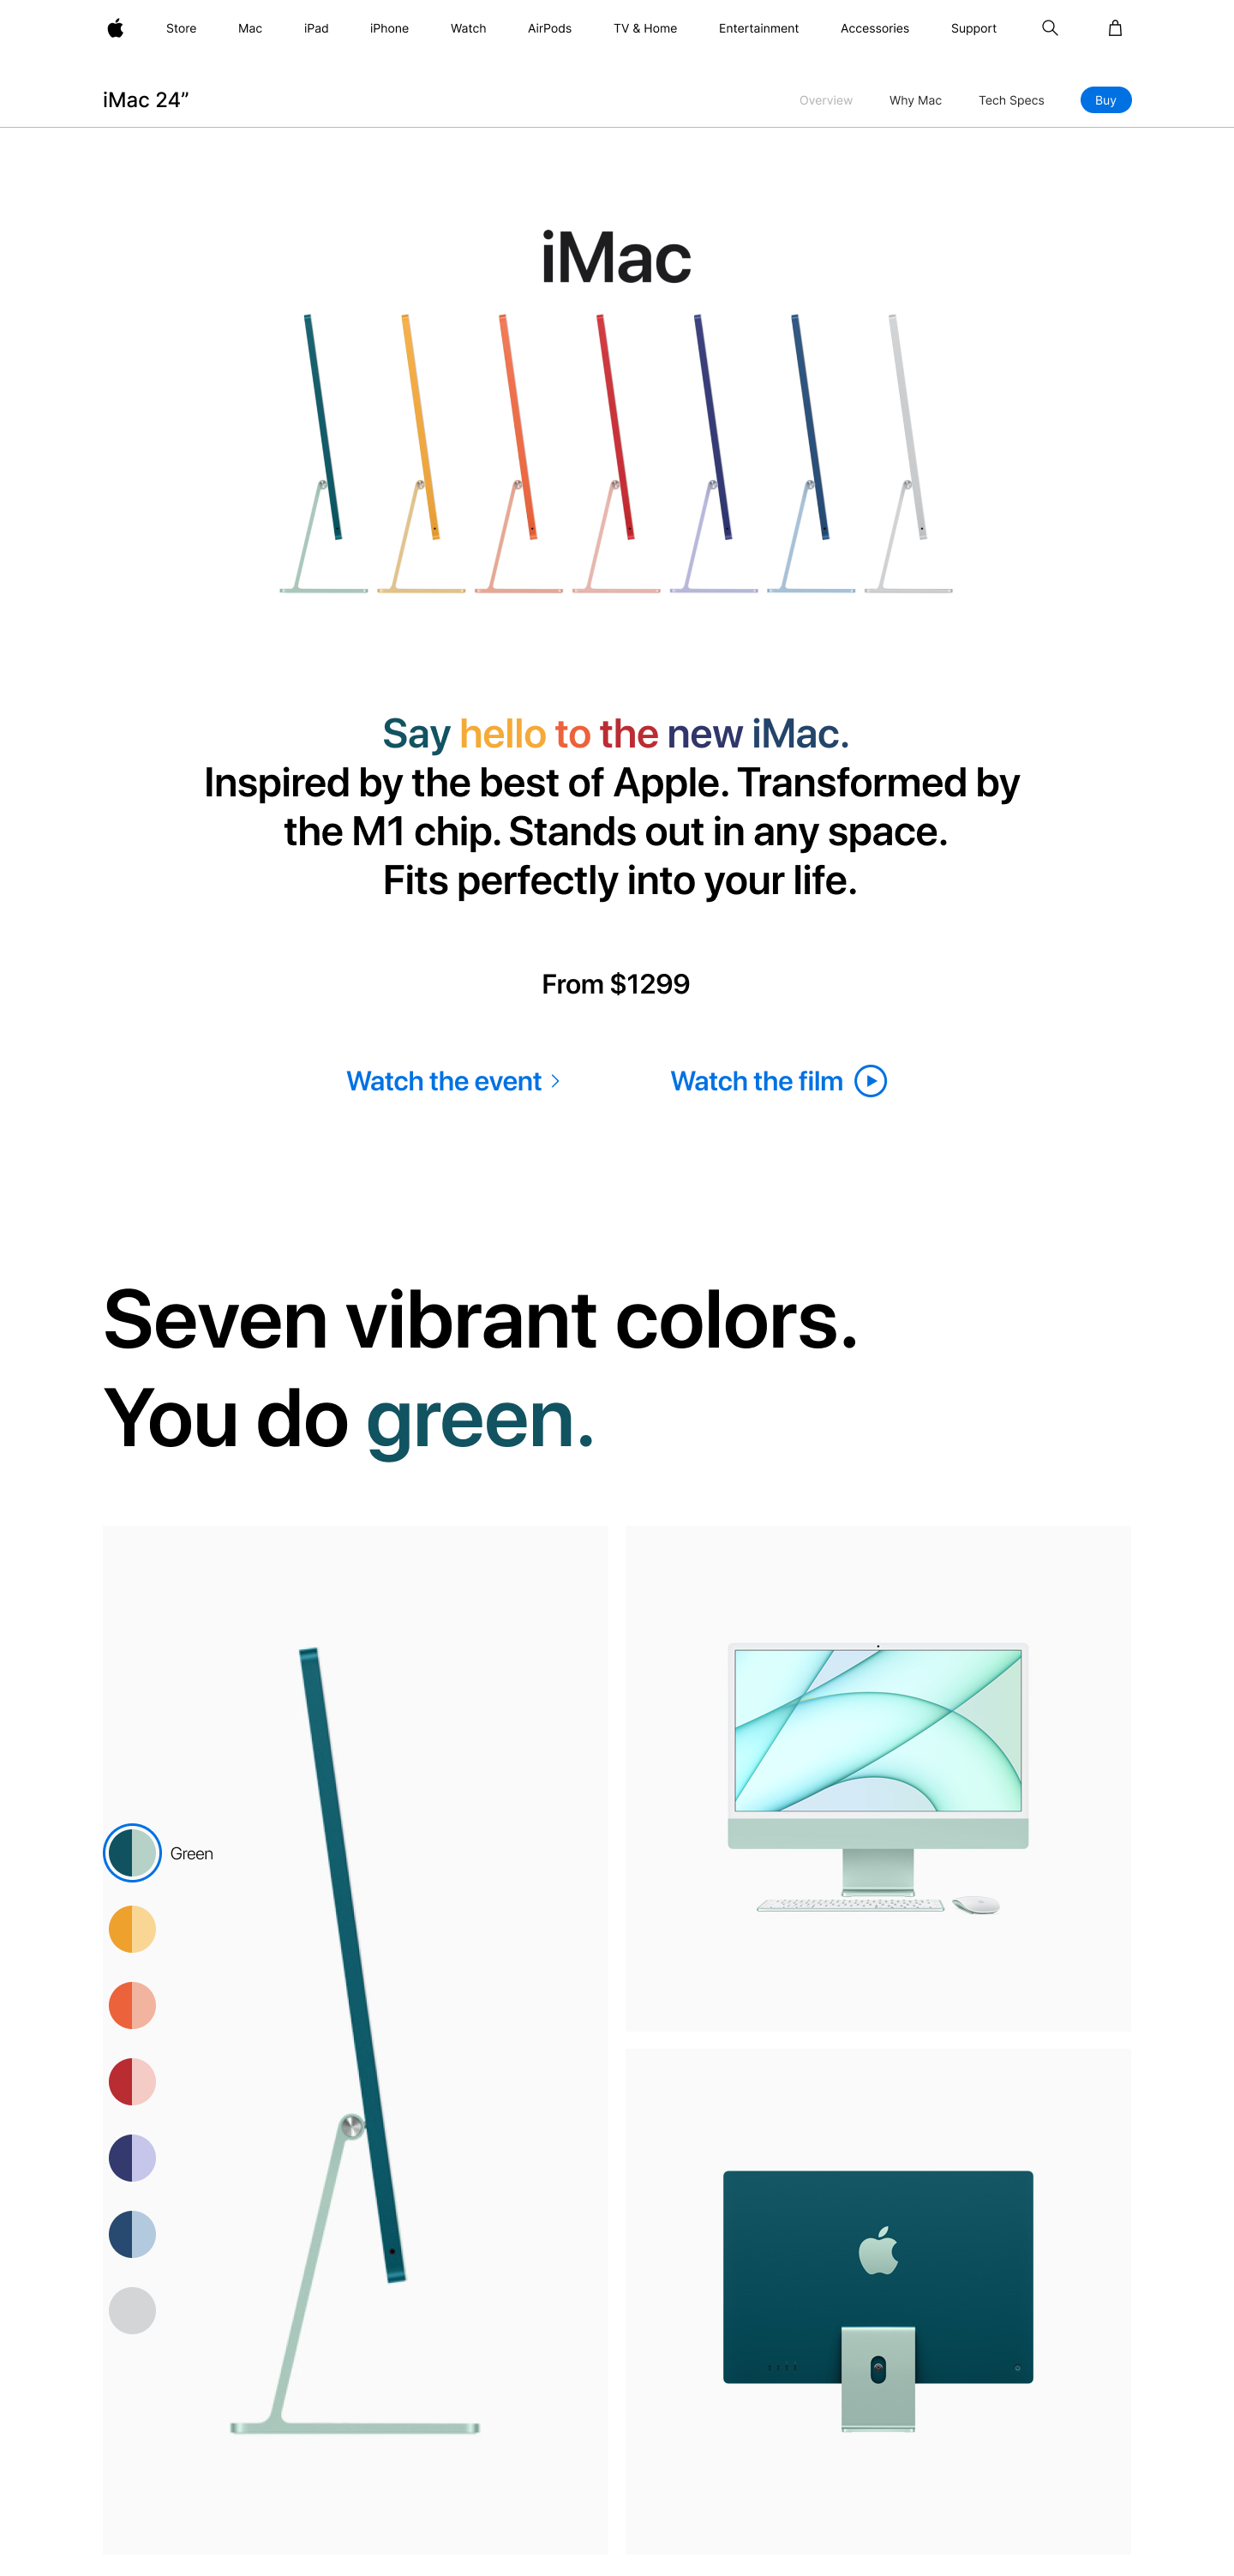 Store Mac iPad iPhone Watch AirPods TV & Home Entertainment Accessories Support
iMac 24”
Overview Why Mac Tech Specs Buy
iMac
Say hello to the new iMac.
Inspired by the best of Apple. Transformed by
the M1 chip. Stands out in any space.
Fits perfectly into your life.
From $1299
Watch the event
Watch the film
Seven vibrant colors.
You do green.
Green